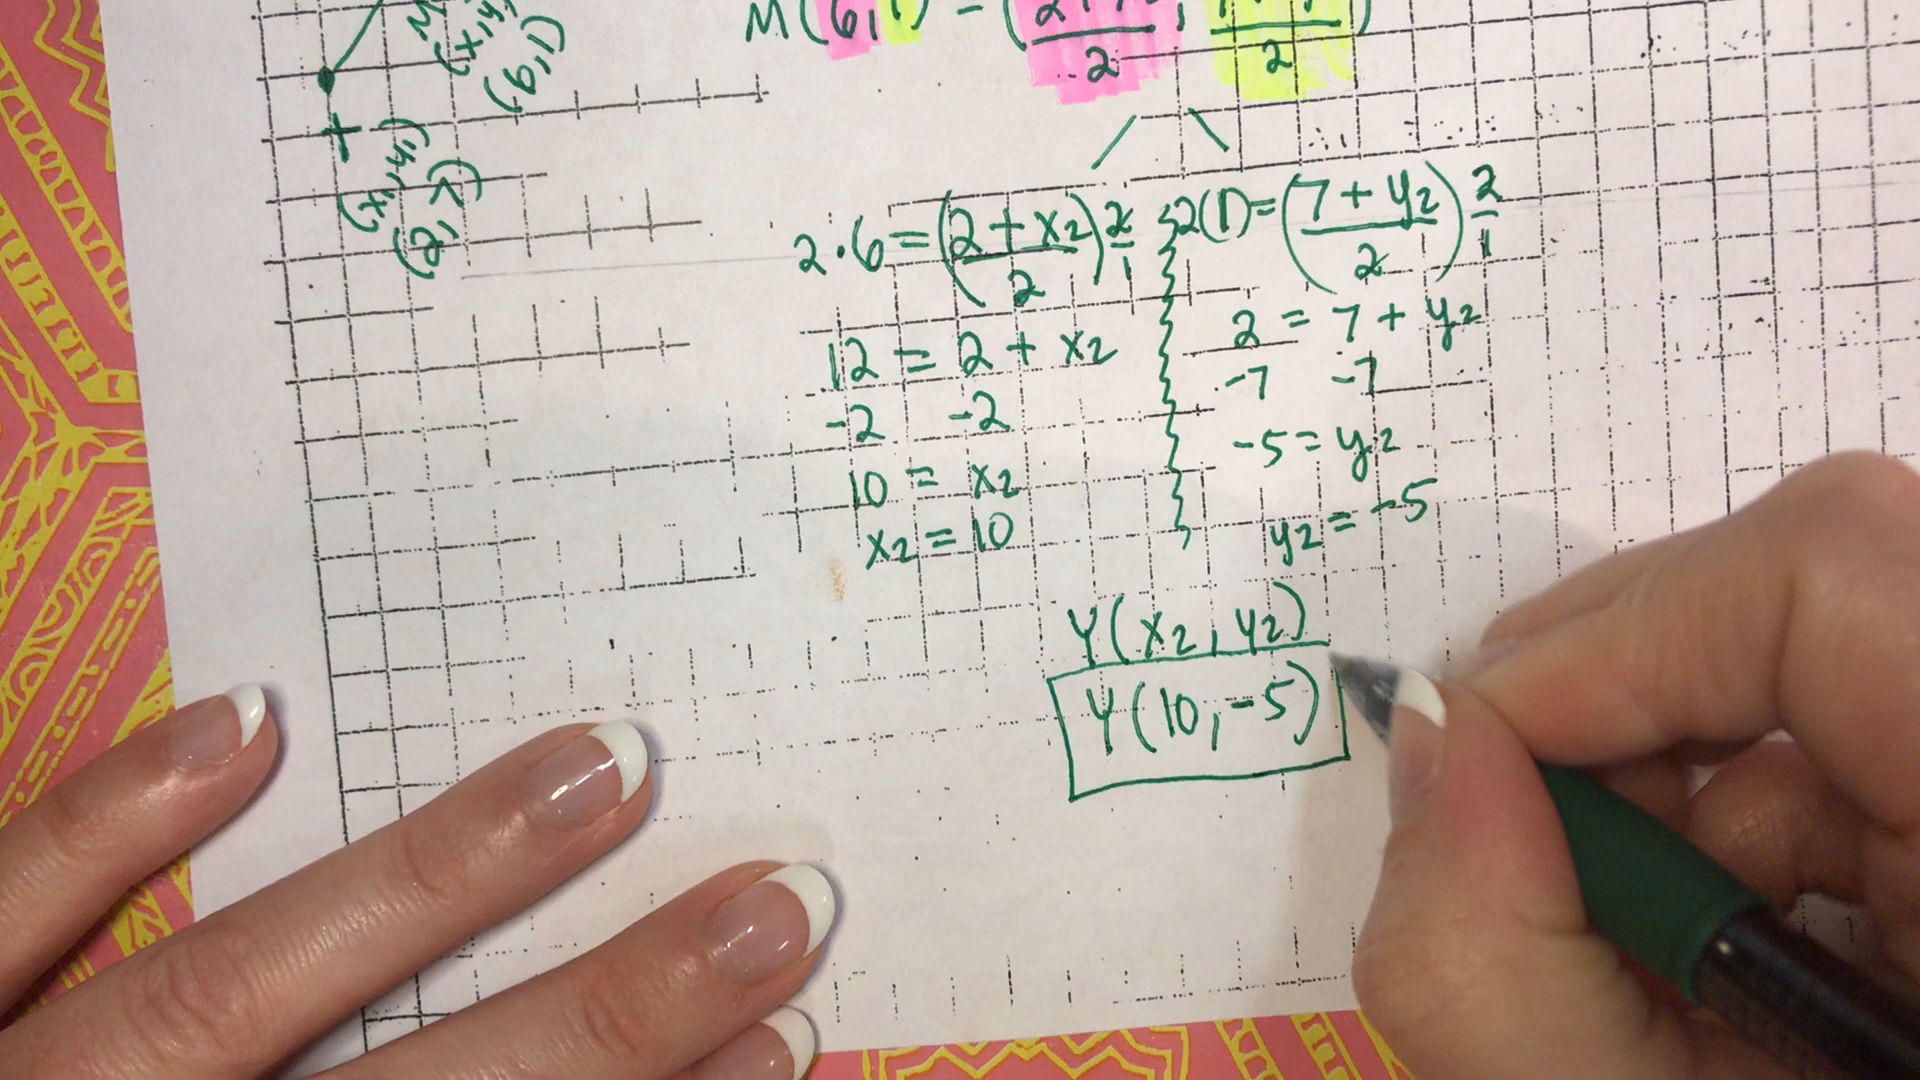 M(6,1) = (2+x2/2, 7+y2/2)
M
(x, y)
(6, 1)
+
(x1, y1)
(2, 7)
2·6 = (2 + x2 / 2) 2/1
2(1) = (7 + y2 / 2) 2/1
12 = 2 + x2
-2 -2
10 = x2
x2 = 10
2 = 7 + y2
-7 -7
-5 = y2
y2 = -5
Y(x2, y2)
Y(10, -5)